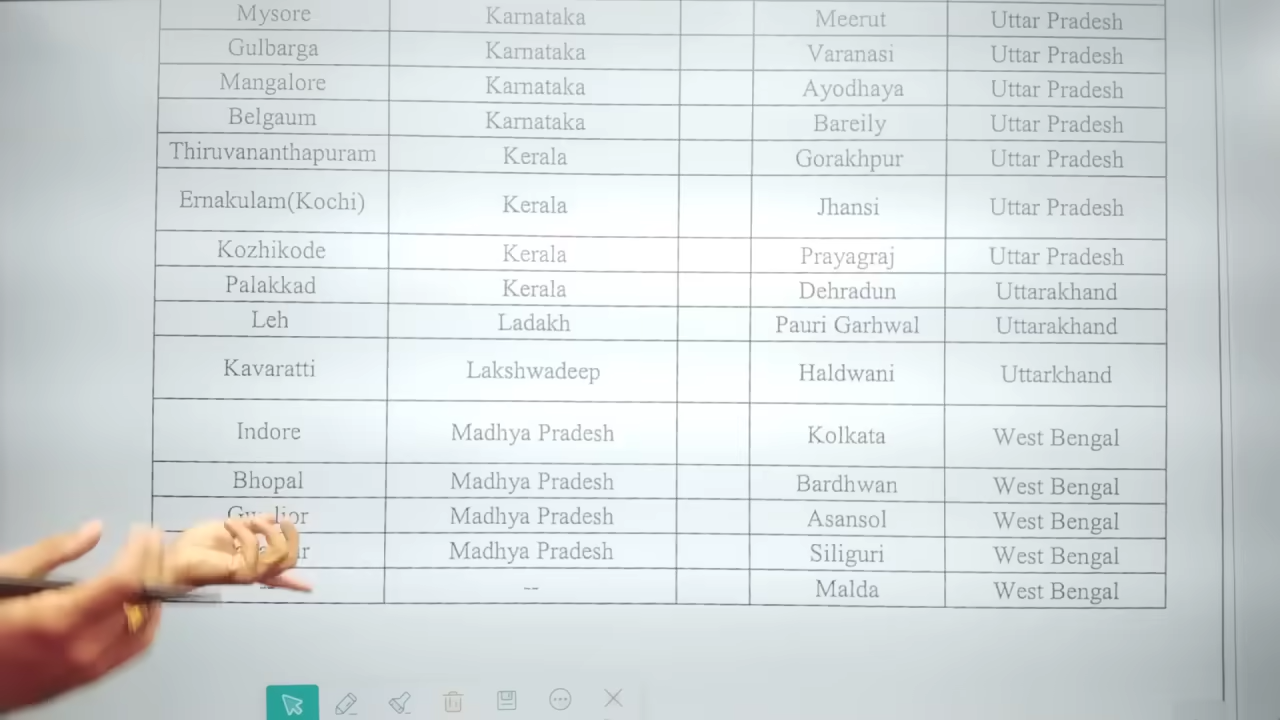 Mysore Karnataka Meerut Uttar Pradesh
Gulbarga Karnataka Varanasi Uttar Pradesh
Mangalore Karnataka Ayodhaya Uttar Pradesh
Belgaum Karnataka Bareily Uttar Pradesh
Thiruvananthapuram Kerala Gorakhpur Uttar Pradesh
Ernakulam(Kochi) Kerala Jhansi Uttar Pradesh
Kozhikode Kerala Prayagraj Uttar Pradesh
Palakkad Kerala Dehradun Uttarakhand
Leh Ladakh Pauri Garhwal Uttarakhand
Kavaratti Lakshwadeep Haldwani Uttarkhand
Indore Madhya Pradesh Kolkata West Bengal
Bhopal Madhya Pradesh Bardhwan West Bengal
Madhya Pradesh Asansol West Bengal
Madhya Pradesh Siliguri West Bengal
-- -- Malda West Bengal